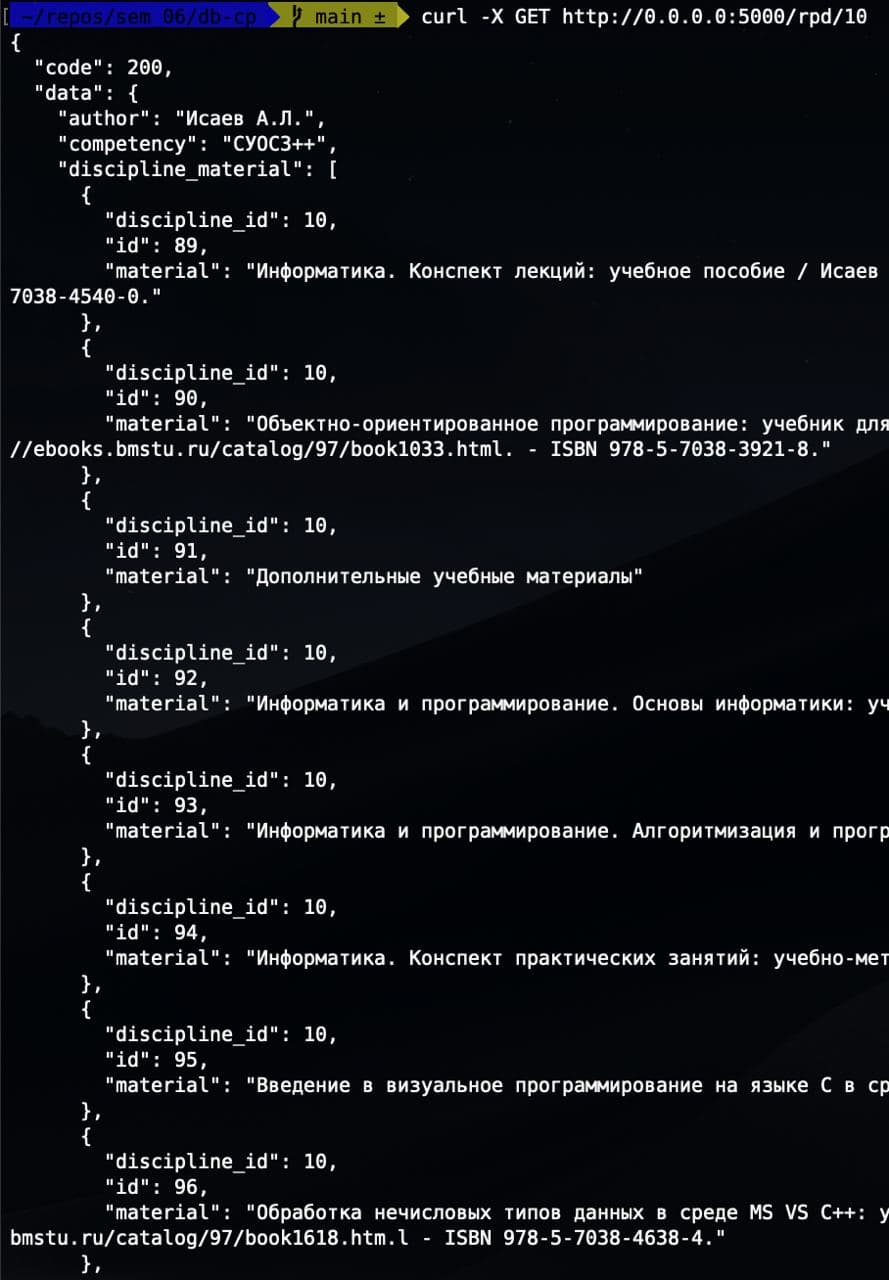 ~/repos/sem_06/db-cp main ± curl -X GET http://0.0.0.0:5000/rpd/10
{
"code": 200,
"data": {
"author": "Исаев А.Л.",
"competency": "СУОС3++",
"discipline_material": [
{
"discipline_id": 10,
"id": 89,
"material": "Информатика. Конспект лекций: учебное пособие / Исаев
7038-4540-0."
},
{
"discipline_id": 10,
"id": 90,
"material": "Объектно-ориентированное программирование: учебник для
//ebooks.bmstu.ru/catalog/97/book1033.html. - ISBN 978-5-7038-3921-8."
},
{
"discipline_id": 10,
"id": 91,
"material": "Дополнительные учебные материалы"
},
{
"discipline_id": 10,
"id": 92,
"material": "Информатика и программирование. Основы информатики: уч
},
{
"discipline_id": 10,
"id": 93,
"material": "Информатика и программирование. Алгоритмизация и прогр
},
{
"discipline_id": 10,
"id": 94,
"material": "Информатика. Конспект практических занятий: учебно-мет
},
{
"discipline_id": 10,
"id": 95,
"material": "Введение в визуальное программирование на языке С в ср
},
{
"discipline_id": 10,
"id": 96,
"material": "Обработка нечисловых типов данных в среде MS VS C++: у
bmstu.ru/catalog/97/book1618.htm.l - ISBN 978-5-7038-4638-4."
},